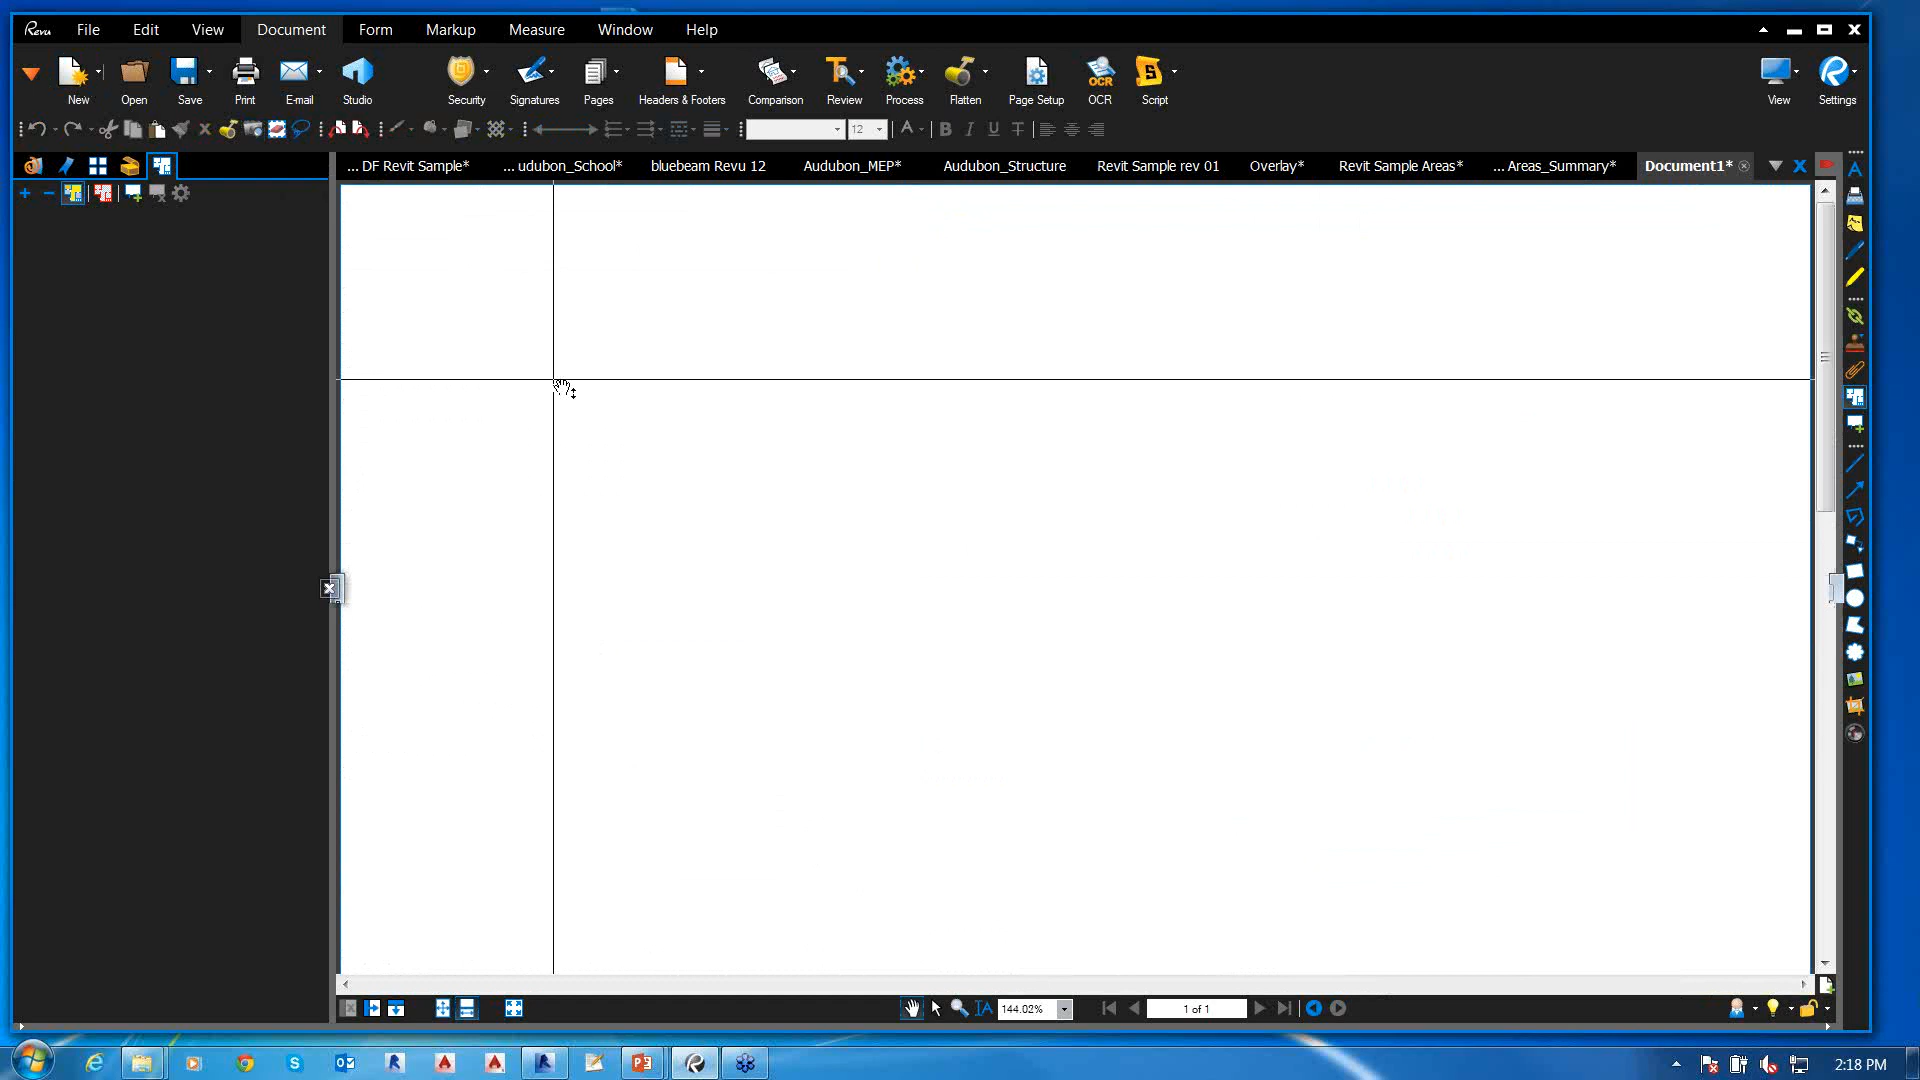 Revu File Edit View Document Form Markup Measure Window Help
New Open Save Print E-mail Studio Security Signatures Pages Headers & Footers Comparison Review Process Flatten Page Setup OCR Script View Settings
12
... DF Revit Sample* ... udubon_School* bluebeam Revu 12 Audubon_MEP* Audubon_Structure Revit Sample rev 01 Overlay* Revit Sample Areas* ... Areas_Summary* Document1*
144.02% 1 of 1
2:18 PM